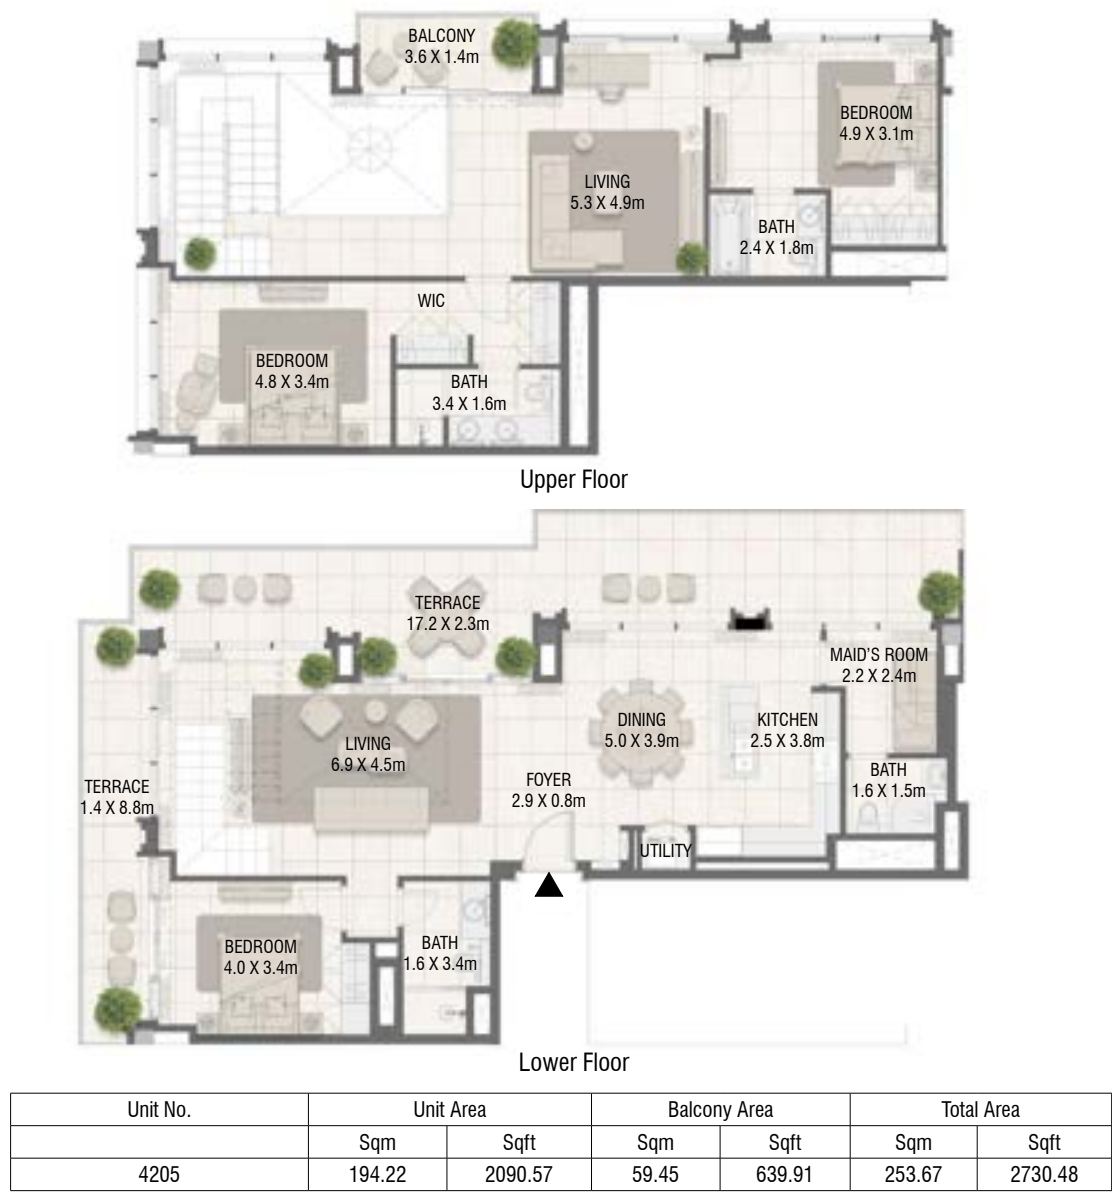 BALCONY
3.6 X 1.4m
BEDROOM
4.9 X 3.1m
LIVING
5.3 X 4.9m
BATH
2.4 X 1.8m
WIC
BEDROOM
4.8 X 3.4m
BATH
3.4 X 1.6m
Upper Floor
TERRACE
17.2 X 2.3m
MAID'S ROOM
2.2 X 2.4m
LIVING
6.9 X 4.5m
DINING
5.0 X 3.9m
KITCHEN
2.5 X 3.8m
TERRACE
1.4 X 8.8m
FOYER
2.9 X 0.8m
BATH
1.6 X 1.5m
UTILITY
BEDROOM
4.0 X 3.4m
BATH
1.6 X 3.4m
Lower Floor
Unit No. Unit Area Balcony Area Total Area
Sqm Sqft Sqm Sqft Sqm Sqft
4205 194.22 2090.57 59.45 639.91 253.67 2730.48